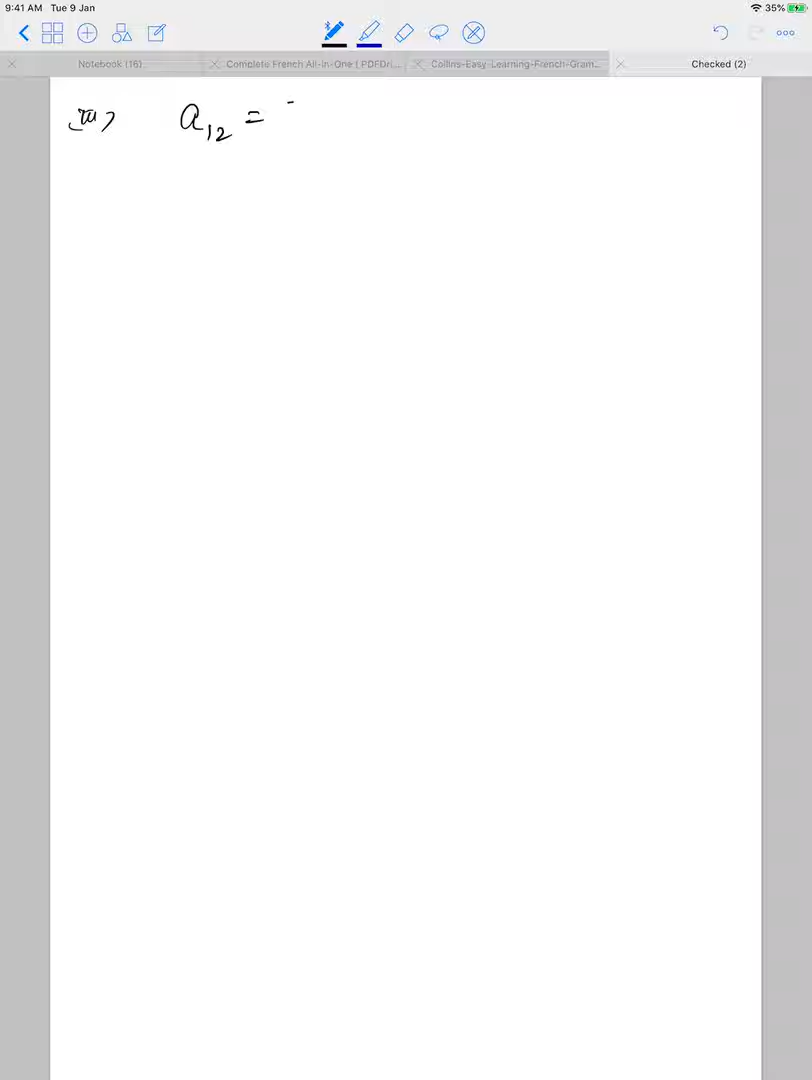 9:41 AM Tue 9 Jan 35%
Notebook (16) Complete French All-in-One ( PDFDri... Collins-Easy-Learning-French-Gram... Checked (2)
(iii) a₁₂ =